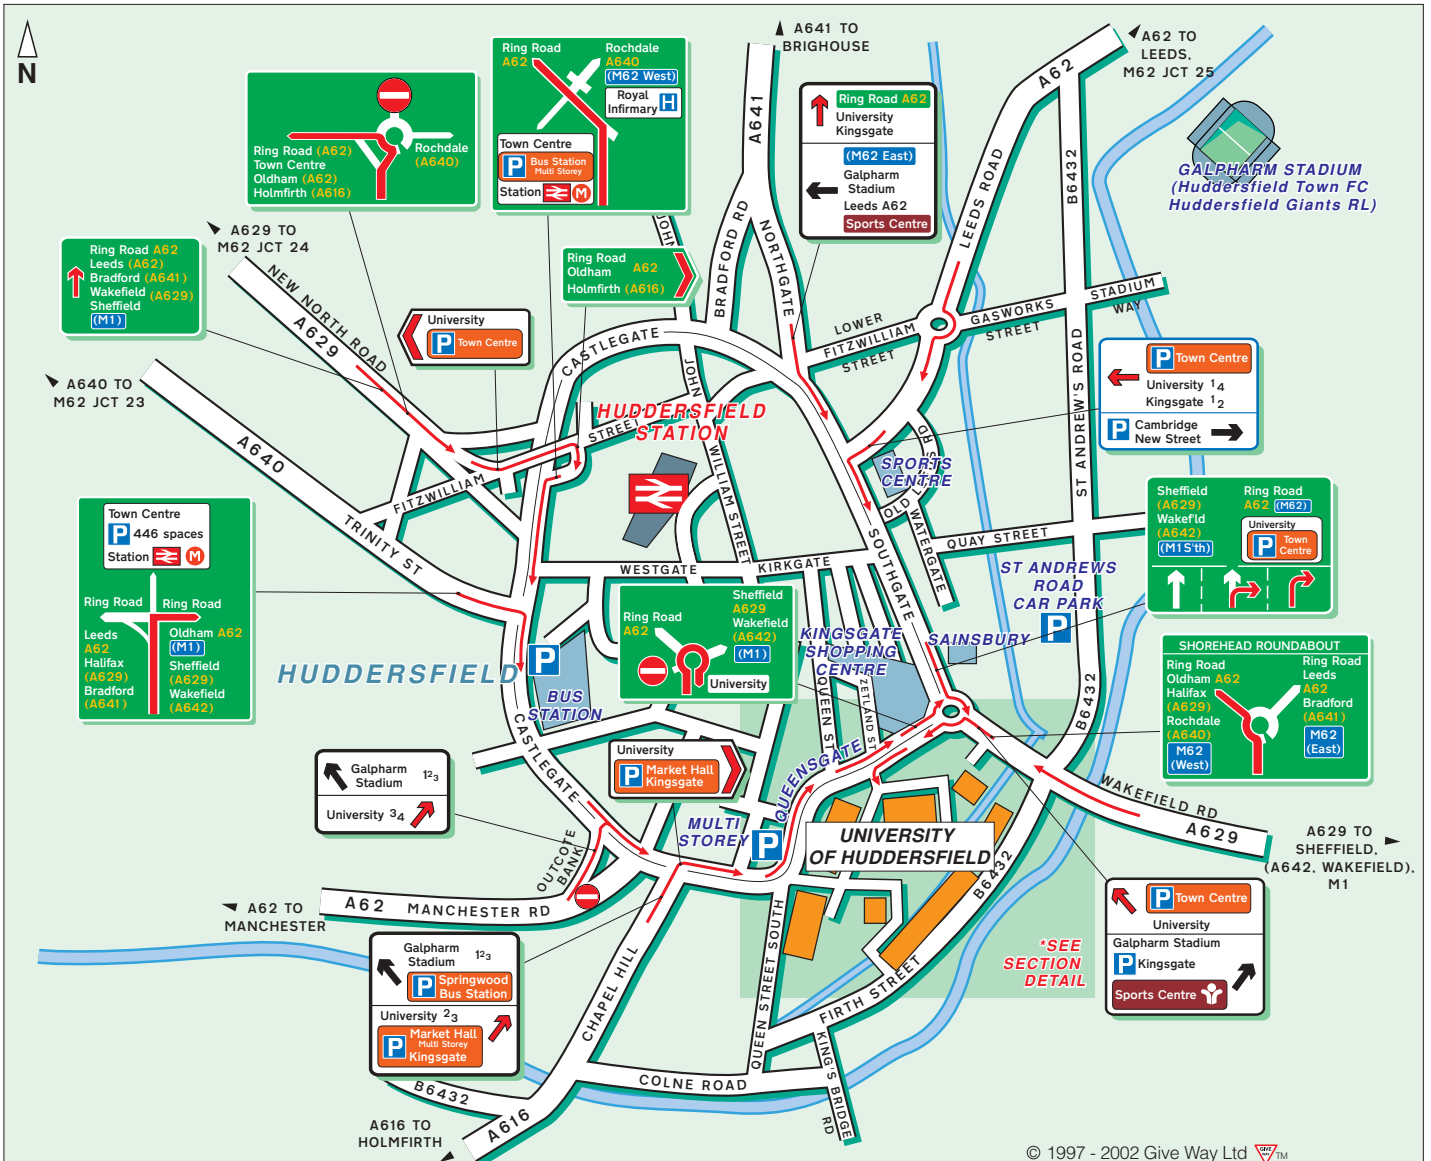 N
A641 TO
BRIGHOUSE
A62 TO
LEEDS,
M62 JCT 25
Ring Road
A62
Rochdale
A640
(M62 West)
Royal
Infirmary H
Town Centre
P Bus Station
Multi Storey
Station M
Ring Road (A62)
Town Centre
Oldham (A62)
Holmfirth (A616)
Rochdale
(A640)
Ring Road A62
University
Kingsgate
(M62 East)
Galpharm
Stadium
Leeds A62
Sports Centre
A62
A641
B6432
LEEDS ROAD
GALPHARM STADIUM
(Huddersfield Town FC
Huddersfield Giants RL)
A629 TO
M62 JCT 24
Ring Road A62
Leeds (A62)
Bradford (A641)
Wakefield (A629)
Sheffield
(M1)
NEW NORTH ROAD
A629
Ring Road
Oldham A62
Holmfirth (A616)
JOHN
BRADFORD RD
NORTHGATE
University
P Town Centre
CASTLEGATE
LOWER
FITZWILLIAM
STREET
GASWORKS
STREET
STADIUM
WAY
A640 TO
M62 JCT 23
A640
JOHN
WILLIAM STREET
HUDDERSFIELD
STATION
FITZWILLIAM
STREET
P Town Centre
University 1 4
Kingsgate 1 2
P Cambridge
New Street
ST ANDREW'S ROAD
SPORTS
CENTRE
OLD LEEDS RD
WATERGATE
TRINITY ST
Town Centre
P 446 spaces
Station M
Ring Road
Ring Road
Leeds
A62
Halifax
(A629)
Bradford
(A641)
Oldham A62
(M1)
Sheffield
(A629)
Wakefield
(A642)
Sheffield
(A629)
Wakef'ld
(A642)
(M1S'th)
Ring Road
A62 (M62)
University
P Town
Centre
QUAY STREET
SOUTHGATE
WESTGATE
KIRKGATE
ST ANDREWS
ROAD
CAR PARK
P
Ring Road
A62
Sheffield
A629
Wakefield
(A642)
(M1)
University
KINGSGATE
SHOPPING
CENTRE
SAINSBURY
SHOREHEAD ROUNDABOUT
Ring Road
Oldham A62
Halifax
(A629)
Rochdale
(A640)
M62
(West)
Ring Road
Leeds
A62
Bradford
(A641)
M62
(East)
HUDDERSFIELD
P
BUS
STATION
QUEEN ST
ZETLAND ST
B6432
CASTLEGATE
University
P Market Hall
Kingsgate
QUEENSGATE
Galpharm
Stadium 1 2 3
University 3 4
MULTI
STOREY P
UNIVERSITY
OF HUDDERSFIELD
WAKEFIELD RD
A629
A629 TO
SHEFFIELD,
(A642, WAKEFIELD),
M1
OUTCOTE
BANK
A62 MANCHESTER RD
A62 TO
MANCHESTER
B6432
P Town Centre
University
Galpharm Stadium
P Kingsgate
Sports Centre
Galpharm
Stadium 1 2 3
P Springwood
Bus Station
University 2 3
P Market Hall
Multi Storey
Kingsgate
CHAPEL HILL
QUEEN STREET SOUTH
*SEE
SECTION
DETAIL
FIRTH STREET
KING'S BRIDGE
RD
COLNE ROAD
B6432
A616
A616 TO
HOLMFIRTH
© 1997 - 2002 Give Way Ltd GIVE WAY TM